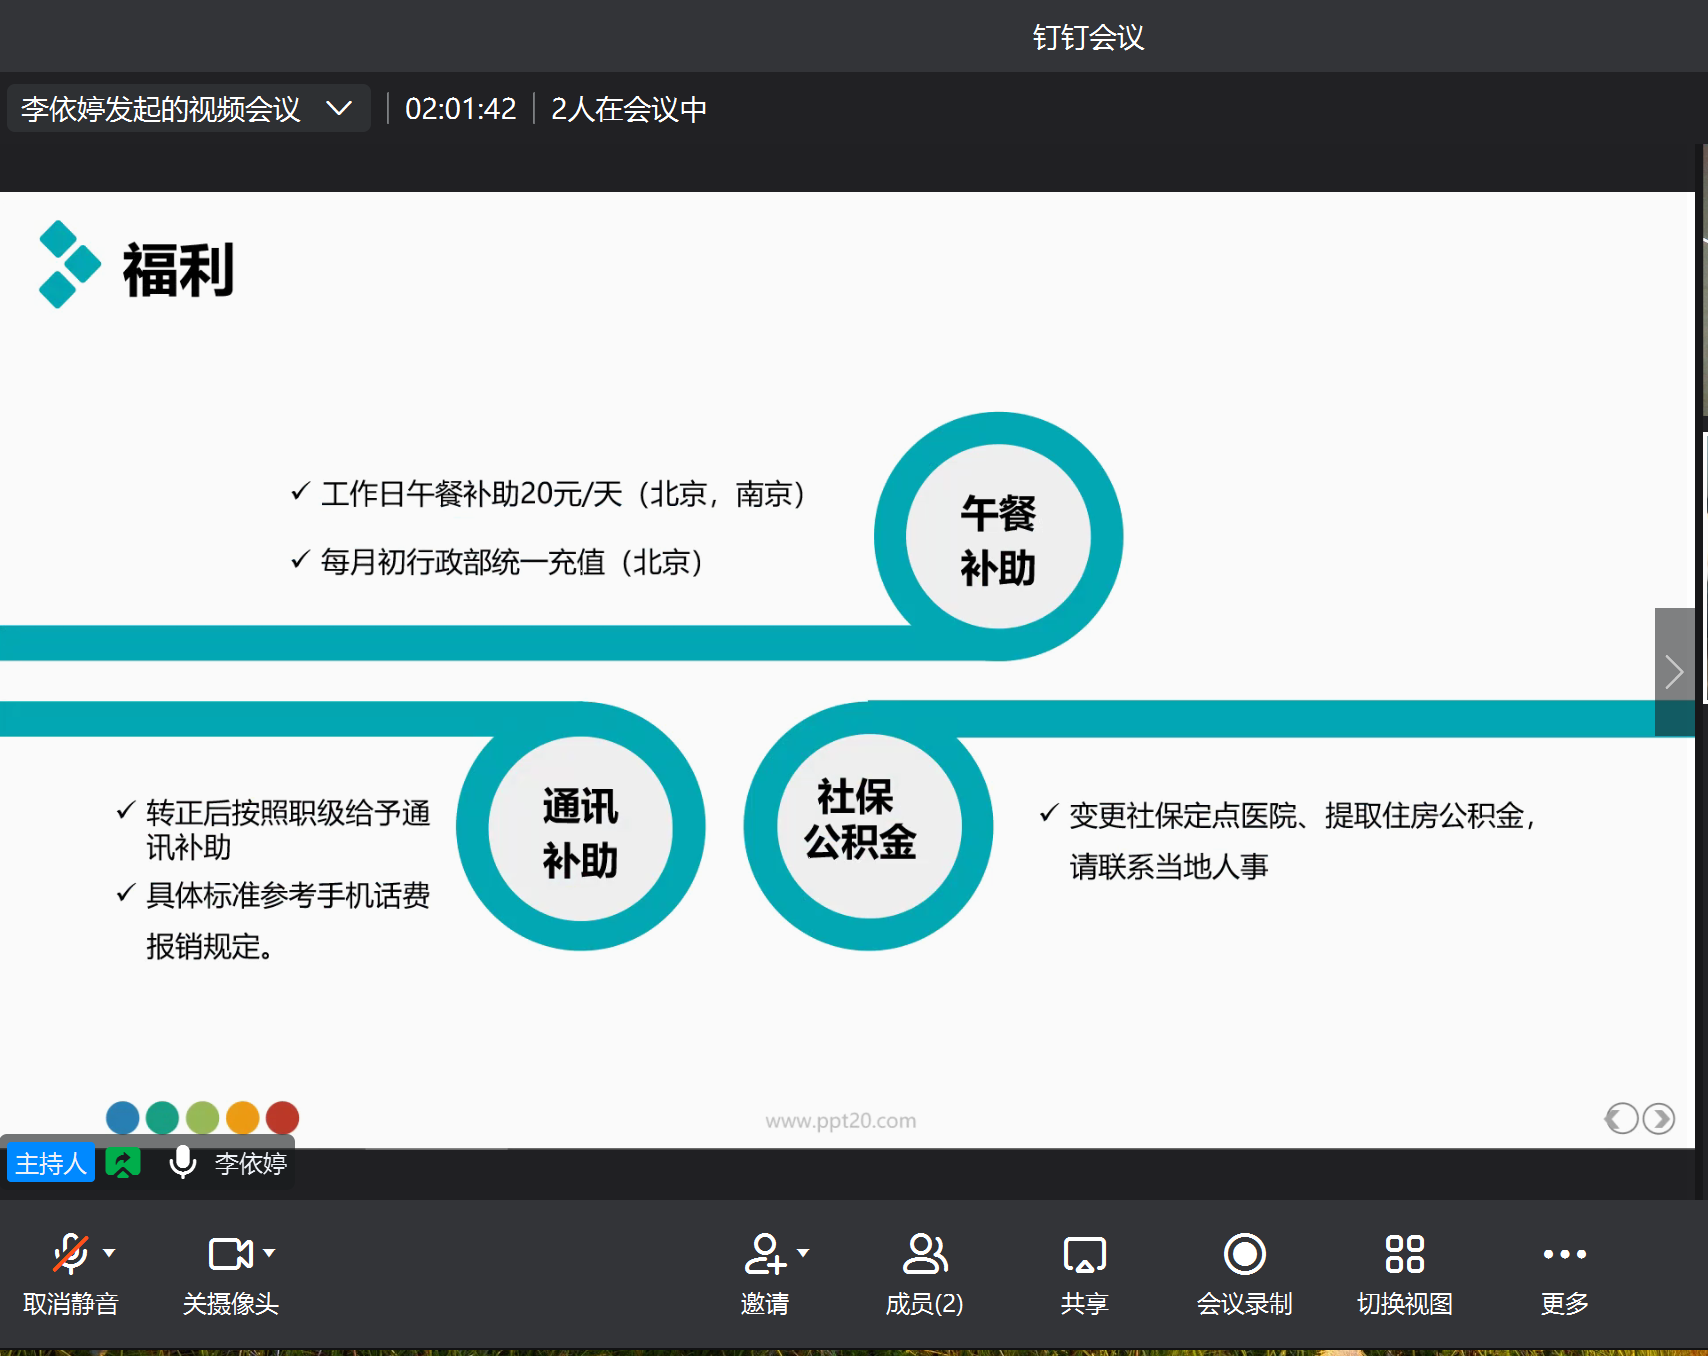 钉钉会议
李依婷发起的视频会议
02:01:42
2人在会议中
福利
工作日午餐补助20元/天（北京，南京）
每月初行政部统一充值（北京）
午餐
补助
转正后按照职级给予通
讯补助
具体标准参考手机话费
报销规定。
通讯
补助
社保
公积金
变更社保定点医院、提取住房公积金，
请联系当地人事
www.ppt20.com
主持人
李依婷
取消静音
关摄像头
邀请
成员(2)
共享
会议录制
切换视图
更多